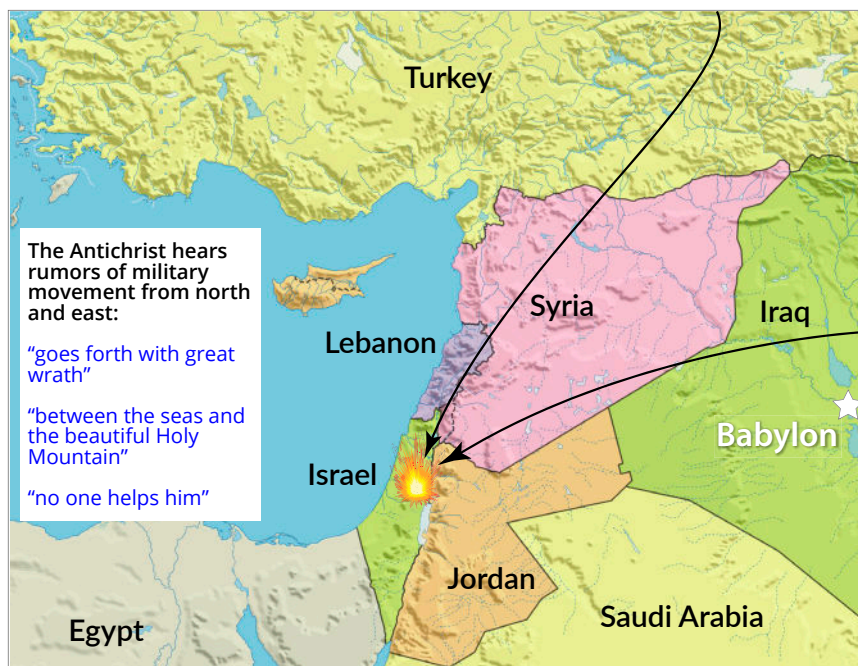 Turkey
The Antichrist hears
rumors of military
movement from north
and east:
“goes forth with great
wrath”
“between the seas and
the beautiful Holy
Mountain”
“no one helps him”
Syria
Iraq
Lebanon
Babylon
Israel
Jordan
Saudi Arabia
Egypt